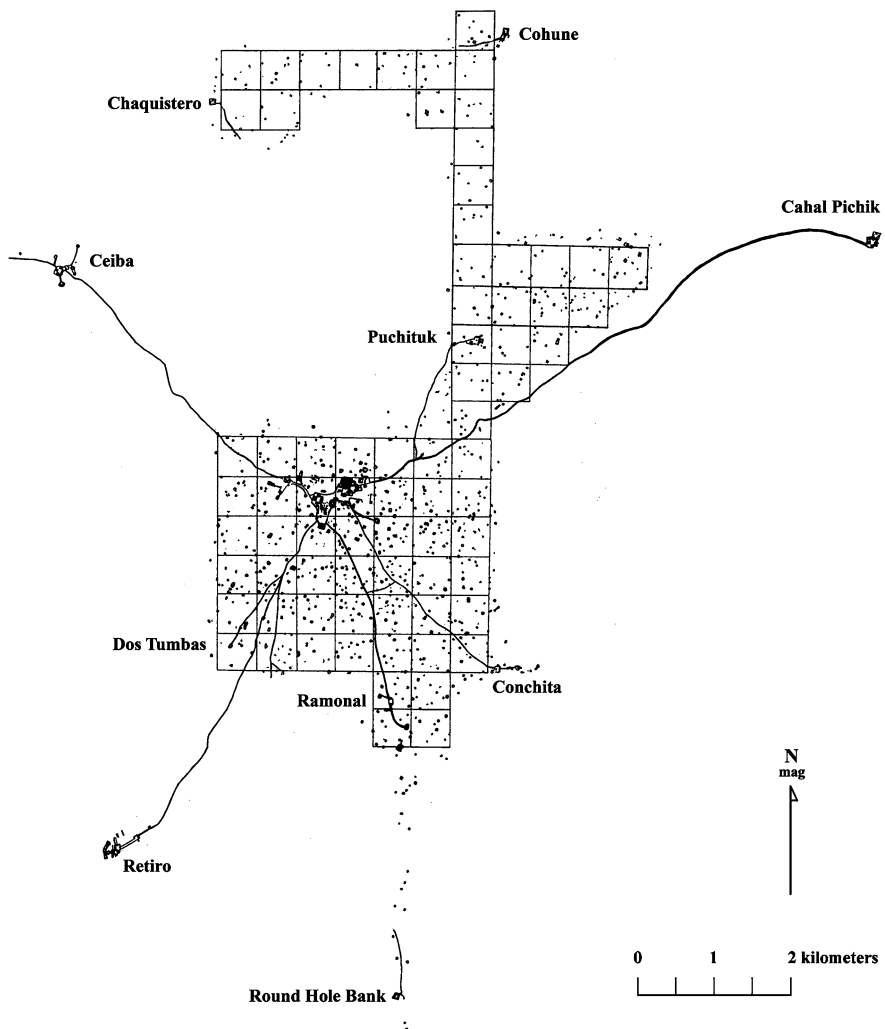 Cohune
Chaquistero
Cahal Pichik
Ceiba
Puchituk
Dos Tumbas
Conchita
Ramonal
N
mag
Retiro
0 1 2 kilometers
Round Hole Bank